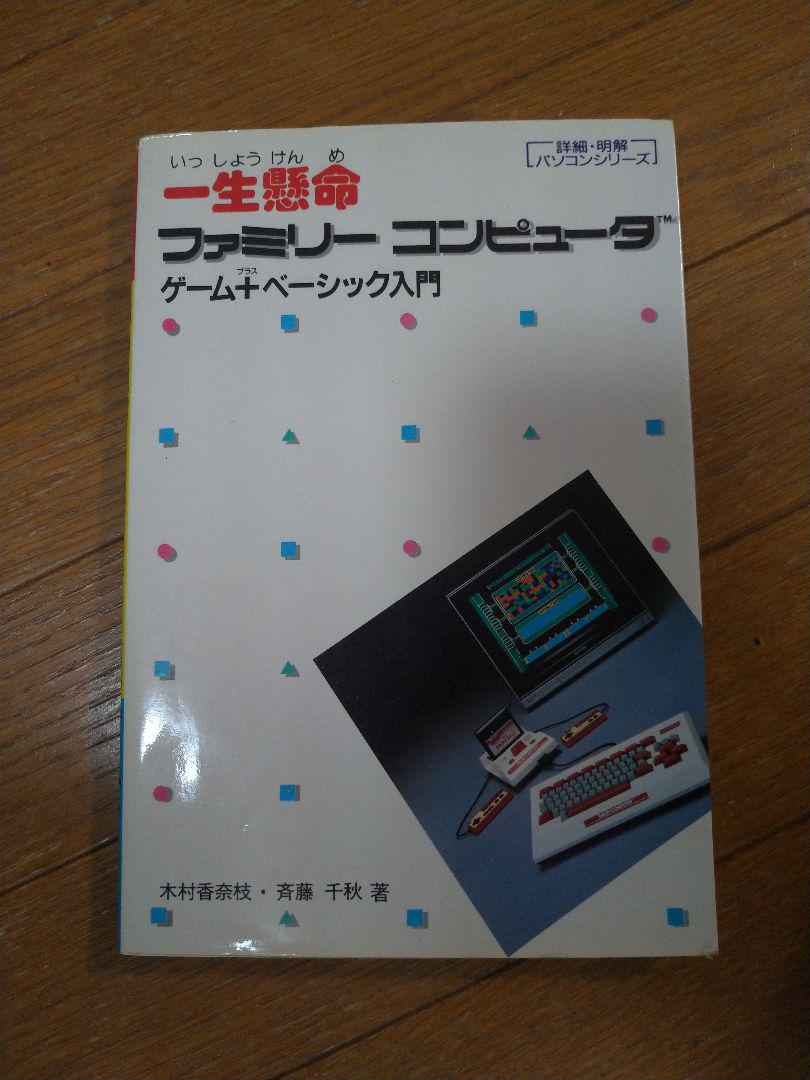 いっしょうけんめ
一生懸命
詳細・明解
パソコンシリーズ
ファミリー コンピュータ™
プラス
ゲーム+ベーシック入門
木村香奈枝・斉藤 千秋 著